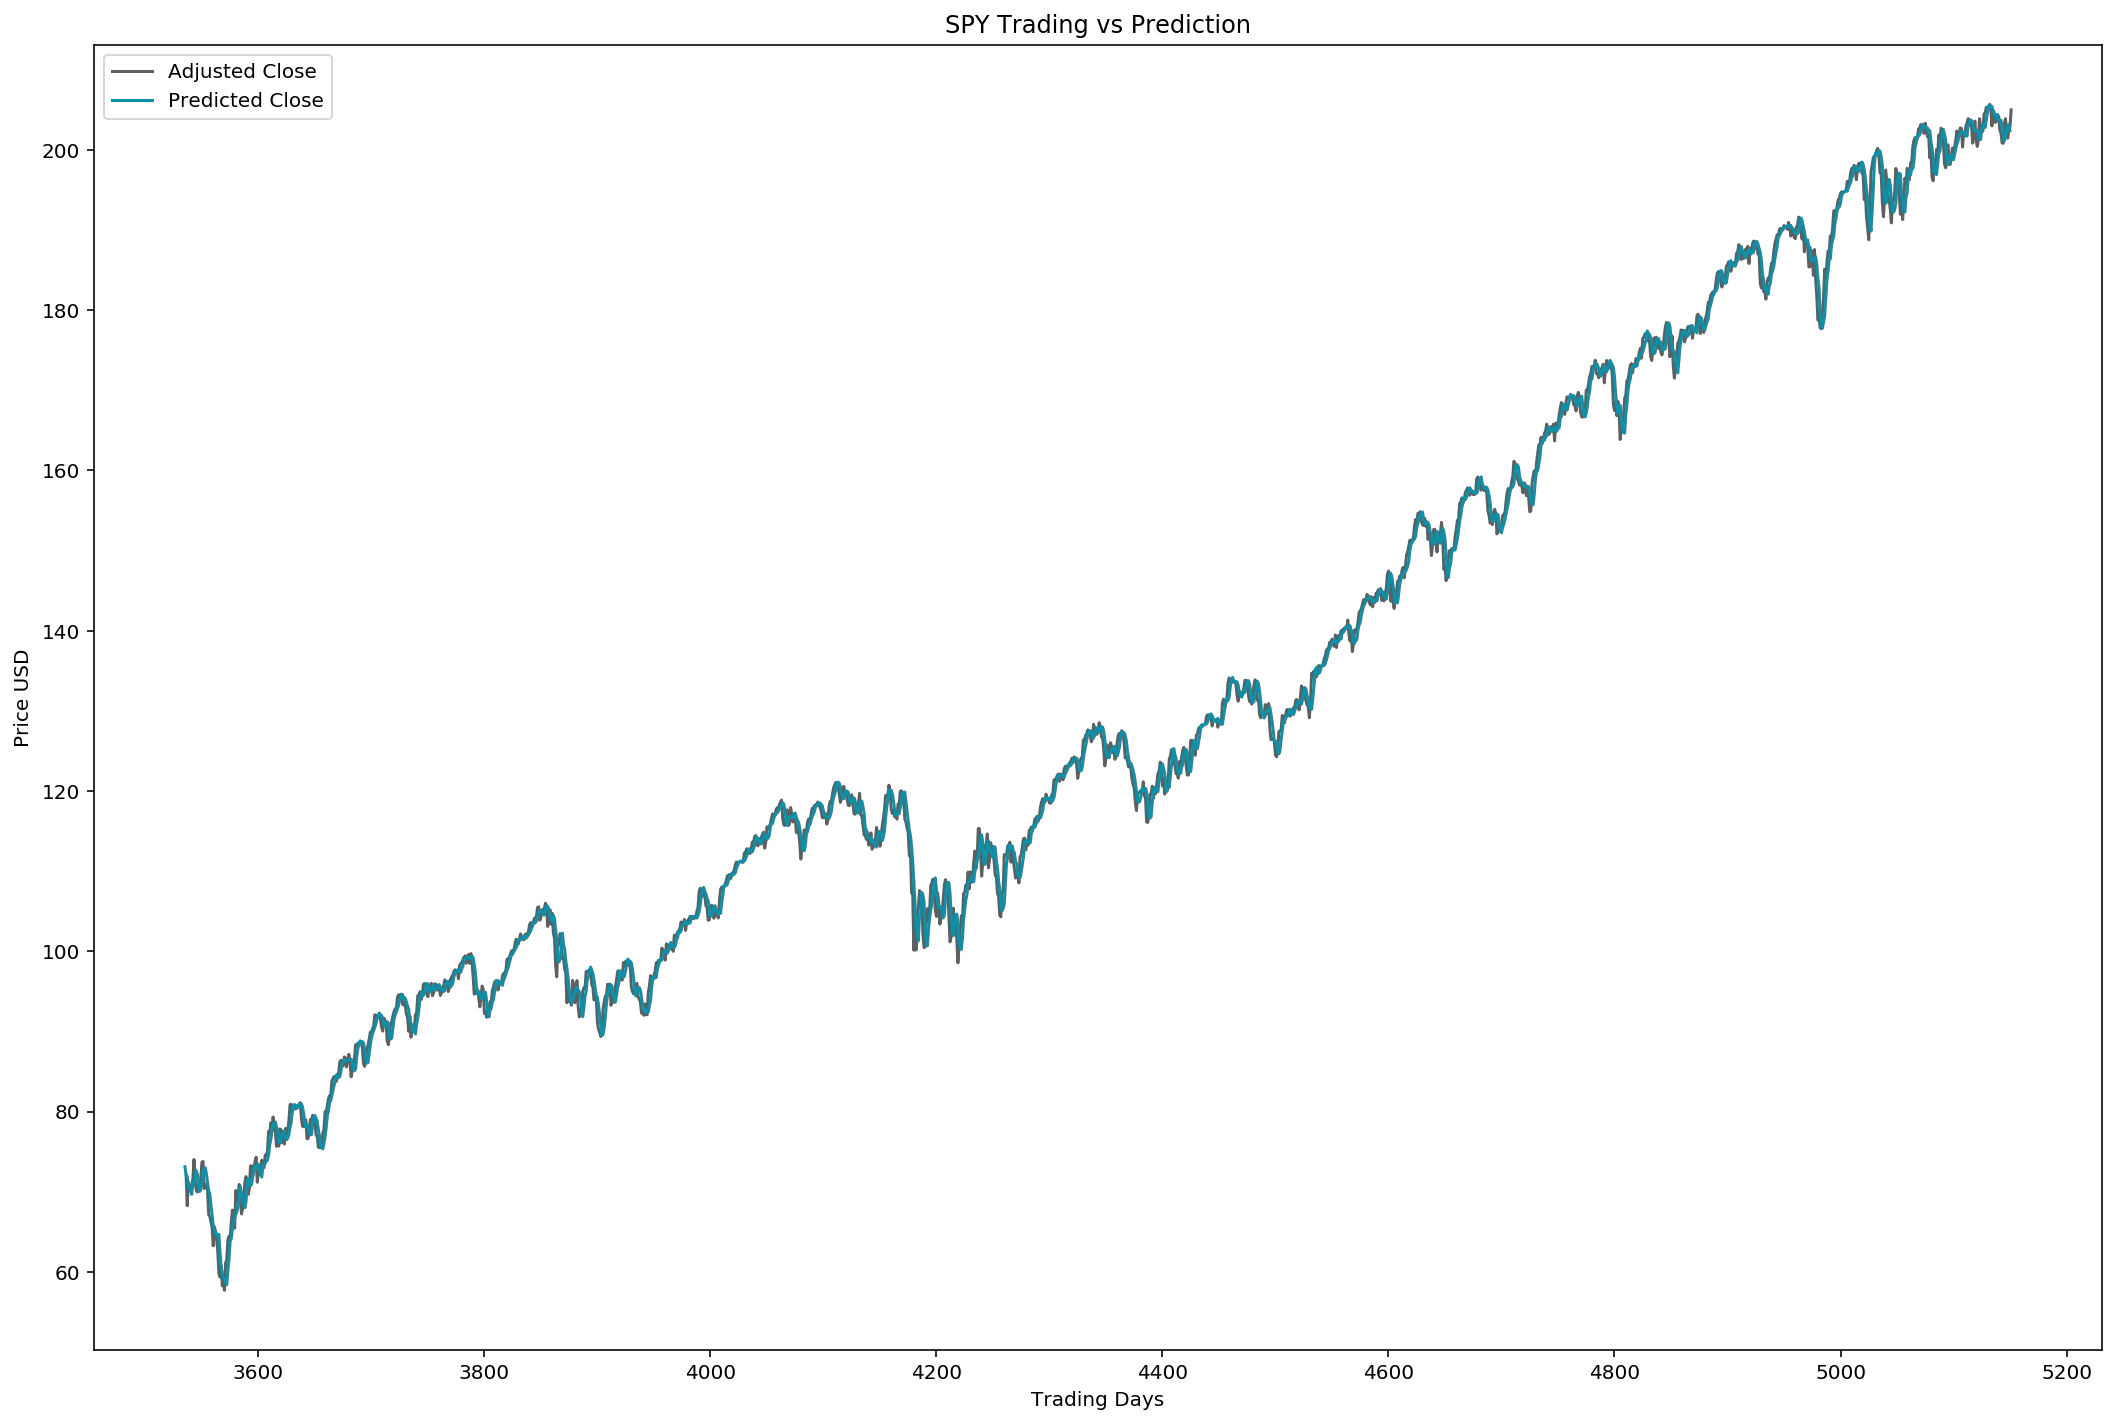 SPY Trading vs Prediction
Adjusted Close
Predicted Close
Price USD
200
180
160
140
120
100
80
60
3600 3800 4000 4200 4400 4600 4800 5000 5200
Trading Days